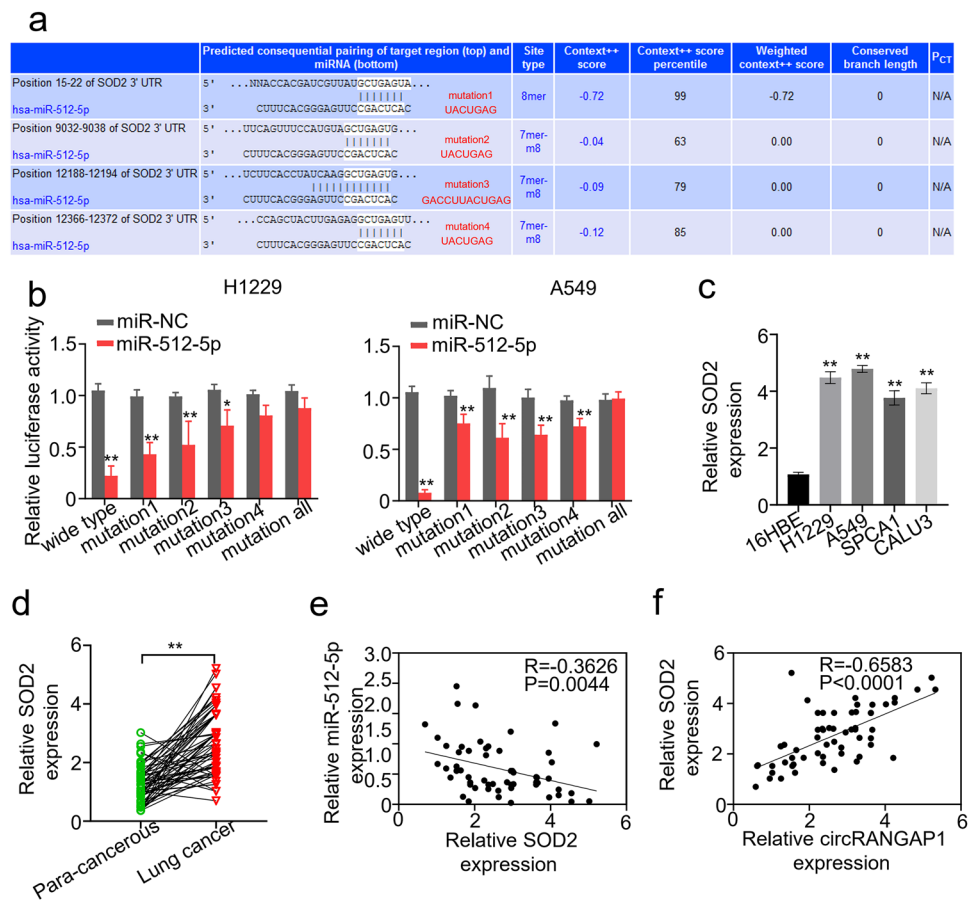 a
Predicted consequential pairing of target region (top) and
miRNA (bottom)
Site
type
Context++
score
Context++ score
percentile
Weighted
context++ score
Conserved
branch length
PCT
Position 15-22 of SOD2 3' UTR
5' ...NNACCACGAUCGUUAUGCUGAGUA...
hsa-miR-512-5p
3' CUUUCACGGGAGUUCCGACUCAC
mutation1
UACUGAG
8mer
-0.72
99
-0.72
0
N/A
Position 9032-9038 of SOD2 3' UTR
5' ...UUCAGUUUCCAUGUAGCUGAGUG...
hsa-miR-512-5p
3' CUUUCACGGGAGUUCCGACUCAC
mutation2
UACUGAG
7mer-
m8
-0.04
63
0.00
0
N/A
Position 12188-12194 of SOD2 3' UTR
5' ...UCUUCACCUUAUCAAGGCUGAGUG...
hsa-miR-512-5p
3' CUUUCACGGGAGUUCCGACUCAC
mutation3
GACCUUACUGAG
7mer-
m8
-0.09
79
0.00
0
N/A
Position 12366-12372 of SOD2 3' UTR
5' ...CCAGCUACUUGAGAGGCUGAGUU...
hsa-miR-512-5p
3' CUUUCACGGGAGUUCCGACUCAC
mutation4
UACUGAG
7mer-
m8
-0.12
85
0.00
0
N/A
b
H1229
miR-NC
miR-512-5p
Relative luciferase activity
1.5
1.0
0.5
0
**
**
**
*
wide type
mutation1
mutation2
mutation3
mutation4
mutation all
A549
miR-NC
miR-512-5p
1.5
1.0
0.5
0
**
**
**
**
**
wide type
mutation1
mutation2
mutation3
mutation4
mutation all
c
Relative SOD2
expression
6
4
2
0
**
**
**
**
16HBE
H1229
A549
SPCA1
CALU3
d
Relative SOD2
expression
6
4
2
0
**
Para-cancerous
Lung cancer
e
Relative miR-512-5p
expression
3.0
2.0
2.0
1.5
1.0
0.5
0
R=-0.3626
P=0.0044
0
2
4
6
Relative SOD2
expression
f
Relative SOD2
expression
6
4
2
0
R=-0.6583
P<0.0001
0
2
4
6
Relative circRANGAP1
expression